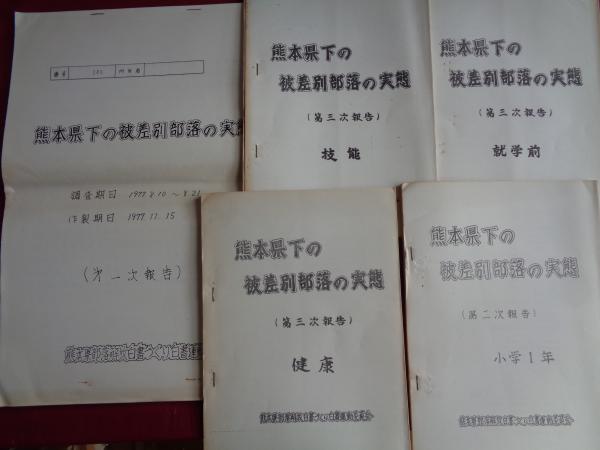 番号
熊本県下の被差別部落の実態
調査期日 1977.8.10〜8.21
作製期日 1977.11.15
(第一次報告)
熊本県下の
被差別部落の実態
(第三次報告)
技能
熊本県下の
被差別部落の実態
(第三次報告)
就学前
熊本県下の
被差別部落の実態
(第三次報告)
健康
熊本県下の
被差別部落の実態
(第二次報告)
小学1年